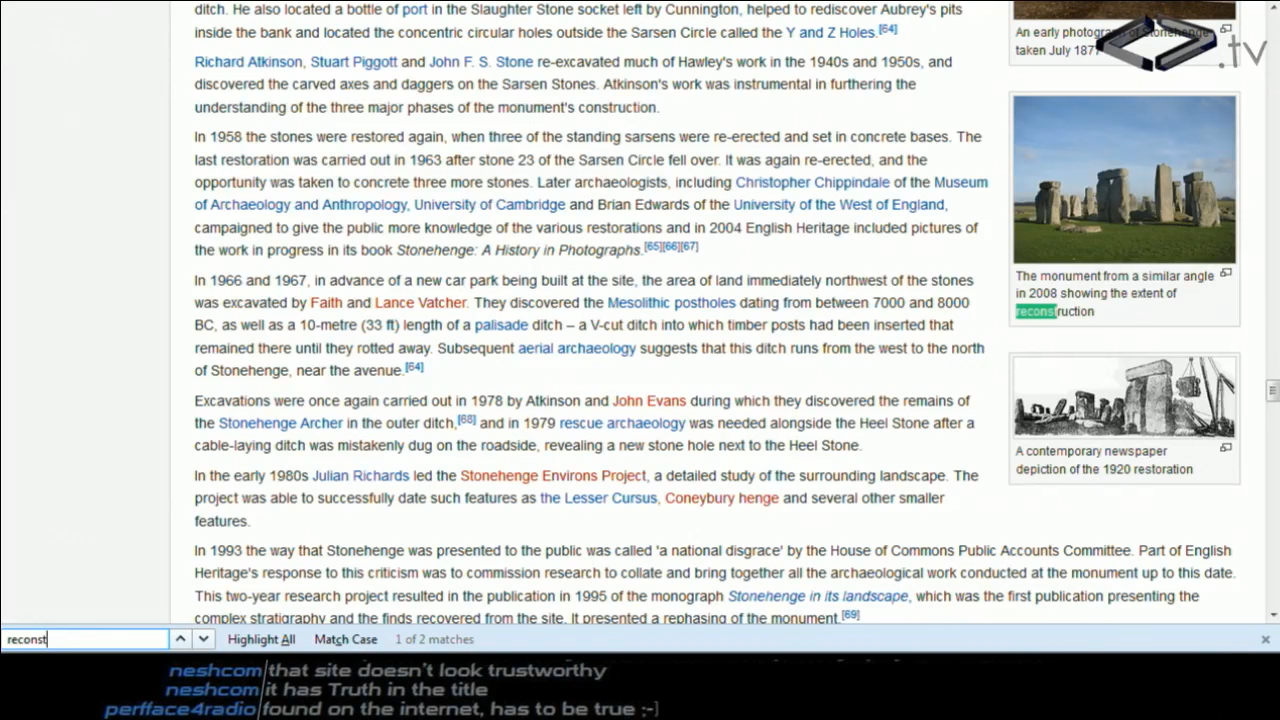 ditch. He also located a bottle of port in the Slaughter Stone socket left by Cunnington, helped to rediscover Aubrey's pits
inside the bank and located the concentric circular holes outside the Sarsen Circle called the Y and Z Holes.[64]
Richard Atkinson, Stuart Piggott and John F. S. Stone re-excavated much of Hawley's work in the 1940s and 1950s, and
discovered the carved axes and daggers on the Sarsen Stones. Atkinson's work was instrumental in furthering the
understanding of the three major phases of the monument's construction.
In 1958 the stones were restored again, when three of the standing sarsens were re-erected and set in concrete bases. The
last restoration was carried out in 1963 after stone 23 of the Sarsen Circle fell over. It was again re-erected, and the
opportunity was taken to concrete three more stones. Later archaeologists, including Christopher Chippindale of the Museum
of Archaeology and Anthropology, University of Cambridge and Brian Edwards of the University of the West of England,
campaigned to give the public more knowledge of the various restorations and in 2004 English Heritage included pictures of
the work in progress in its book Stonehenge: A History in Photographs.[65][66][67]
In 1966 and 1967, in advance of a new car park being built at the site, the area of land immediately northwest of the stones
was excavated by Faith and Lance Vatcher. They discovered the Mesolithic postholes dating from between 7000 and 8000
BC, as well as a 10-metre (33 ft) length of a palisade ditch – a V-cut ditch into which timber posts had been inserted that
remained there until they rotted away. Subsequent aerial archaeology suggests that this ditch runs from the west to the north
of Stonehenge, near the avenue.[64]
Excavations were once again carried out in 1978 by Atkinson and John Evans during which they discovered the remains of
the Stonehenge Archer in the outer ditch,[68] and in 1979 rescue archaeology was needed alongside the Heel Stone after a
cable-laying ditch was mistakenly dug on the roadside, revealing a new stone hole next to the Heel Stone.
In the early 1980s Julian Richards led the Stonehenge Environs Project, a detailed study of the surrounding landscape. The
project was able to successfully date such features as the Lesser Cursus, Coneybury henge and several other smaller
features.
In 1993 the way that Stonehenge was presented to the public was called 'a national disgrace' by the House of Commons Public Accounts Committee. Part of English
Heritage's response to this criticism was to commission research to collate and bring together all the archaeological work conducted at the monument up to this date.
This two-year research project resulted in the publication in 1995 of the monograph Stonehenge in its landscape, which was the first publication presenting the
complex stratigraphy and the finds recovered from the site. It presented a rephasing of the monument.[69]
An early photograph of Stonehenge
taken July 1877
.tv
The monument from a similar angle
in 2008 showing the extent of
reconstruction
A contemporary newspaper
depiction of the 1920 restoration
reconst Highlight All Match Case 1 of 2 matches
neshcom that site doesn't look trustworthy
neshcom it has Truth in the title
perfface4radio found on the internet, has to be true ;-]